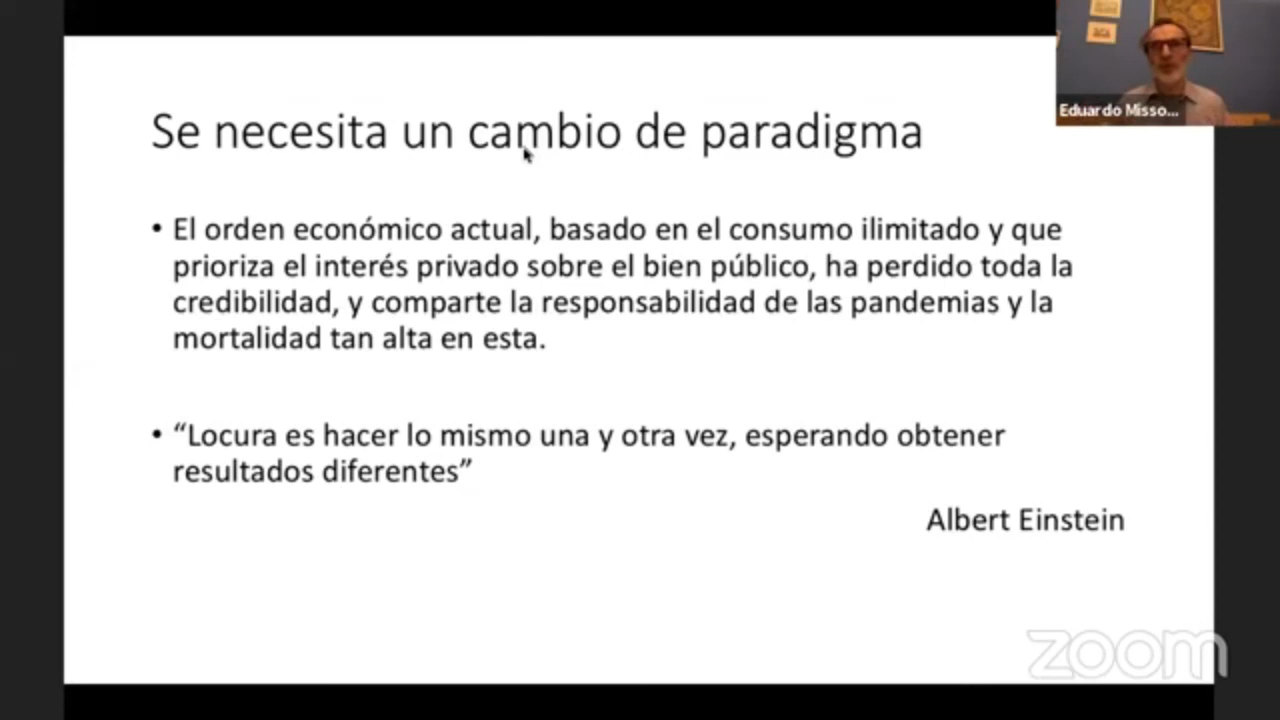 Se necesita un cambio de paradigma
Eduardo Misso...
• El orden económico actual, basado en el consumo ilimitado y que
prioriza el interés privado sobre el bien público, ha perdido toda la
credibilidad, y comparte la responsabilidad de las pandemias y la
mortalidad tan alta en esta.
• “Locura es hacer lo mismo una y otra vez, esperando obtener
resultados diferentes”
Albert Einstein
zoom